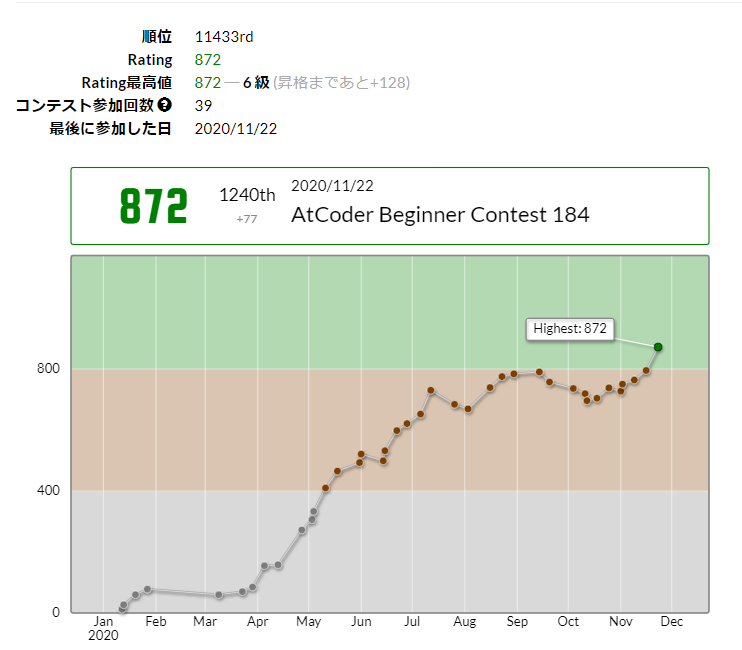 順位 11433rd
Rating 872
Rating最高値 872 ― 6 級 (昇格まであと+128)
コンテスト参加回数 ? 39
最後に参加した日 2020/11/22
872 1240th +77 2020/11/22
AtCoder Beginner Contest 184
Highest: 872
800
400
0
Jan Feb Mar Apr May Jun Jul Aug Sep Oct Nov Dec
2020